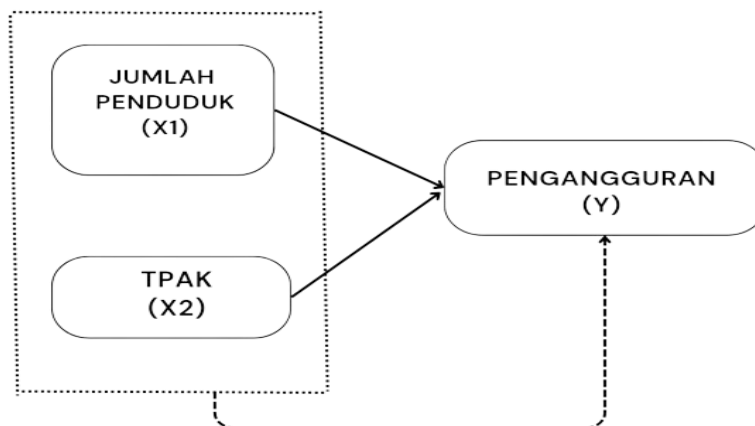 JUMLAH
PENDUDUK
(X1)
PENGANGGURAN
(Y)
TPAK
(X2)